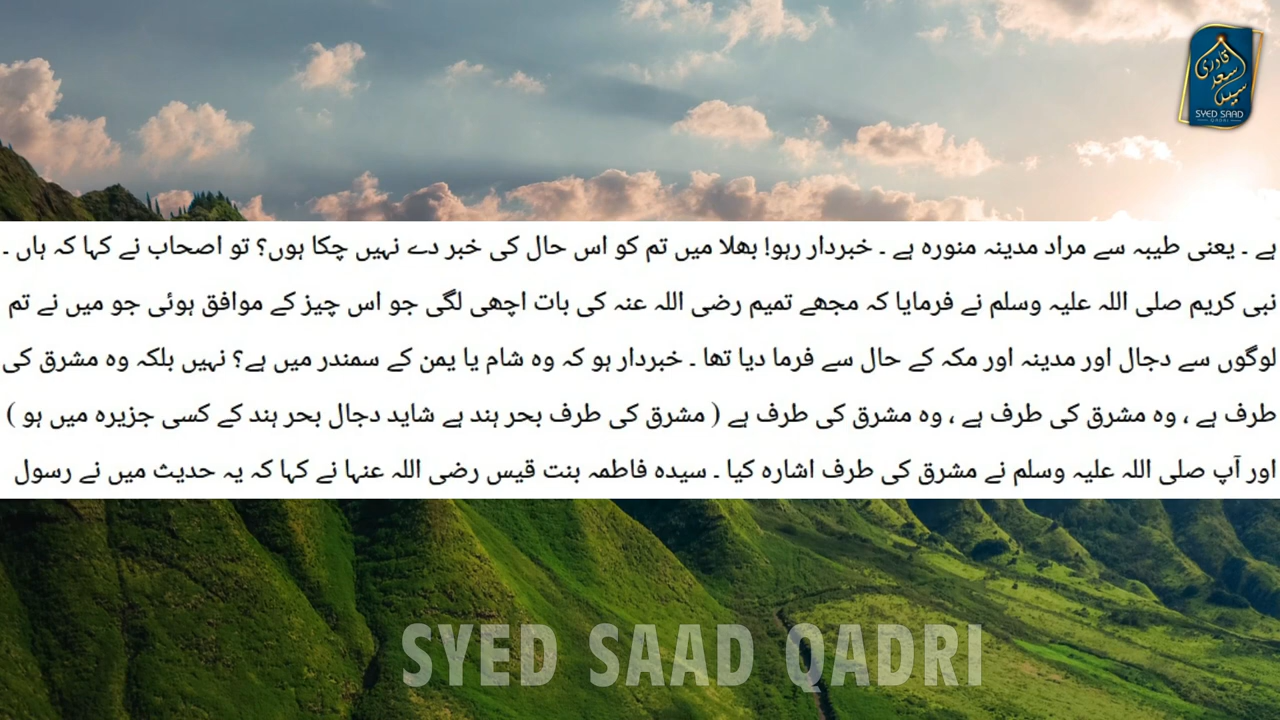 قادری
سعد
سید
SYED SAAD
QADRI
ہے ۔ یعنی طیبہ سے مراد مدینہ منورہ ہے ۔ خبردار رہو! بھلا میں تم کو اس حال کی خبر دے نہیں چکا ہوں؟ تو اصحاب نے کہا کہ ہاں ۔
نبی کریم صلی اللہ علیہ وسلم نے فرمایا کہ مجھے تمیم رضی اللہ عنہ کی بات اچھی لگی جو اس چیز کے موافق ہوئی جو میں نے تم
لوگوں سے دجال اور مدینہ اور مکہ کے حال سے فرما دیا تھا ۔ خبردار ہو کہ وہ شام یا یمن کے سمندر میں ہے؟ نہیں بلکہ وہ مشرق کی
طرف ہے ، وہ مشرق کی طرف ہے ، وہ مشرق کی طرف ہے ( مشرق کی طرف بحر ہند ہے شاید دجال بحر ہند کے کسی جزیرہ میں ہو )
اور آپ صلی اللہ علیہ وسلم نے مشرق کی طرف اشارہ کیا ۔ سیدہ فاطمہ بنت قیس رضی اللہ عنہا نے کہا کہ یہ حدیث میں نے رسول
SYED SAAD QADRI